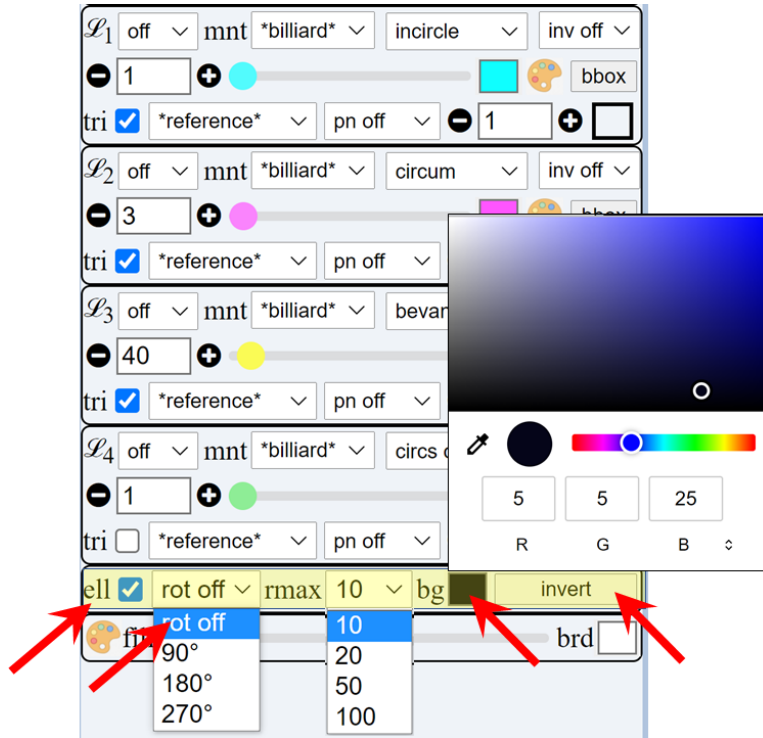 ℒ1 off mnt *billiard* incircle inv off
1 bbox
tri *reference* pn off 1
ℒ2 off mnt *billiard* circum inv off
3 bbox
tri *reference* pn off
ℒ3 off mnt *billiard* bevan
40
tri *reference* pn off
ℒ4 off mnt *billiard* circs
1
tri *reference* pn off
5 5 25
R G B
ell rot off rmax 10 bg invert
rot off 10
90° 20
180° 50
270° 100
brd